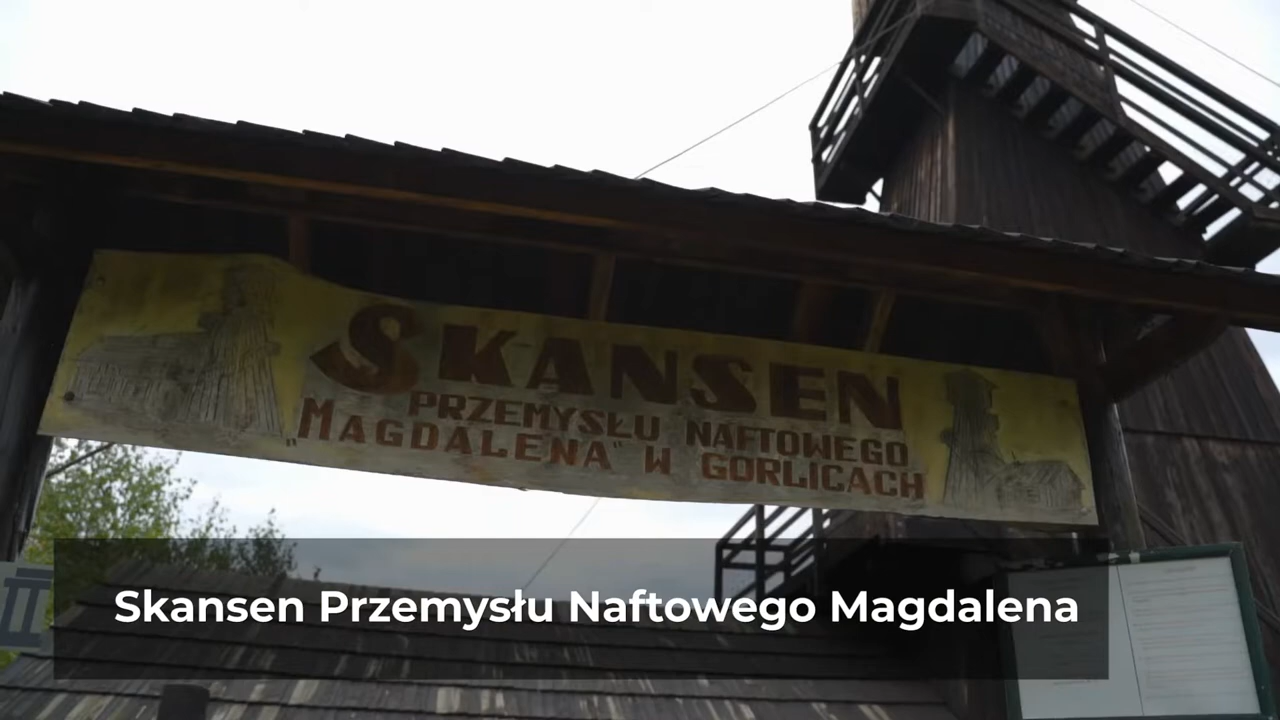 SKANSEN
PRZEMYSŁU NAFTOWEGO
„MAGDALENA" W GORLICACH
Skansen Przemysłu Naftowego Magdalena